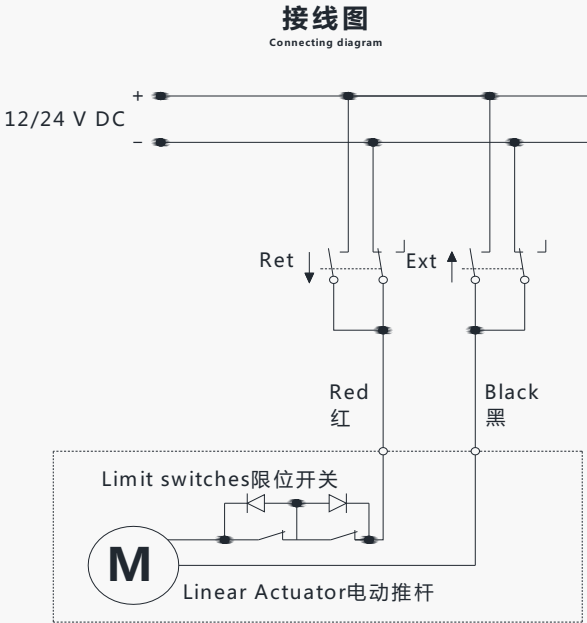 接线图
Connecting diagram
+
12/24 V DC
−
Ret
Ext
Red
红
Black
黑
Limit switches限位开关
M
Linear Actuator电动推杆